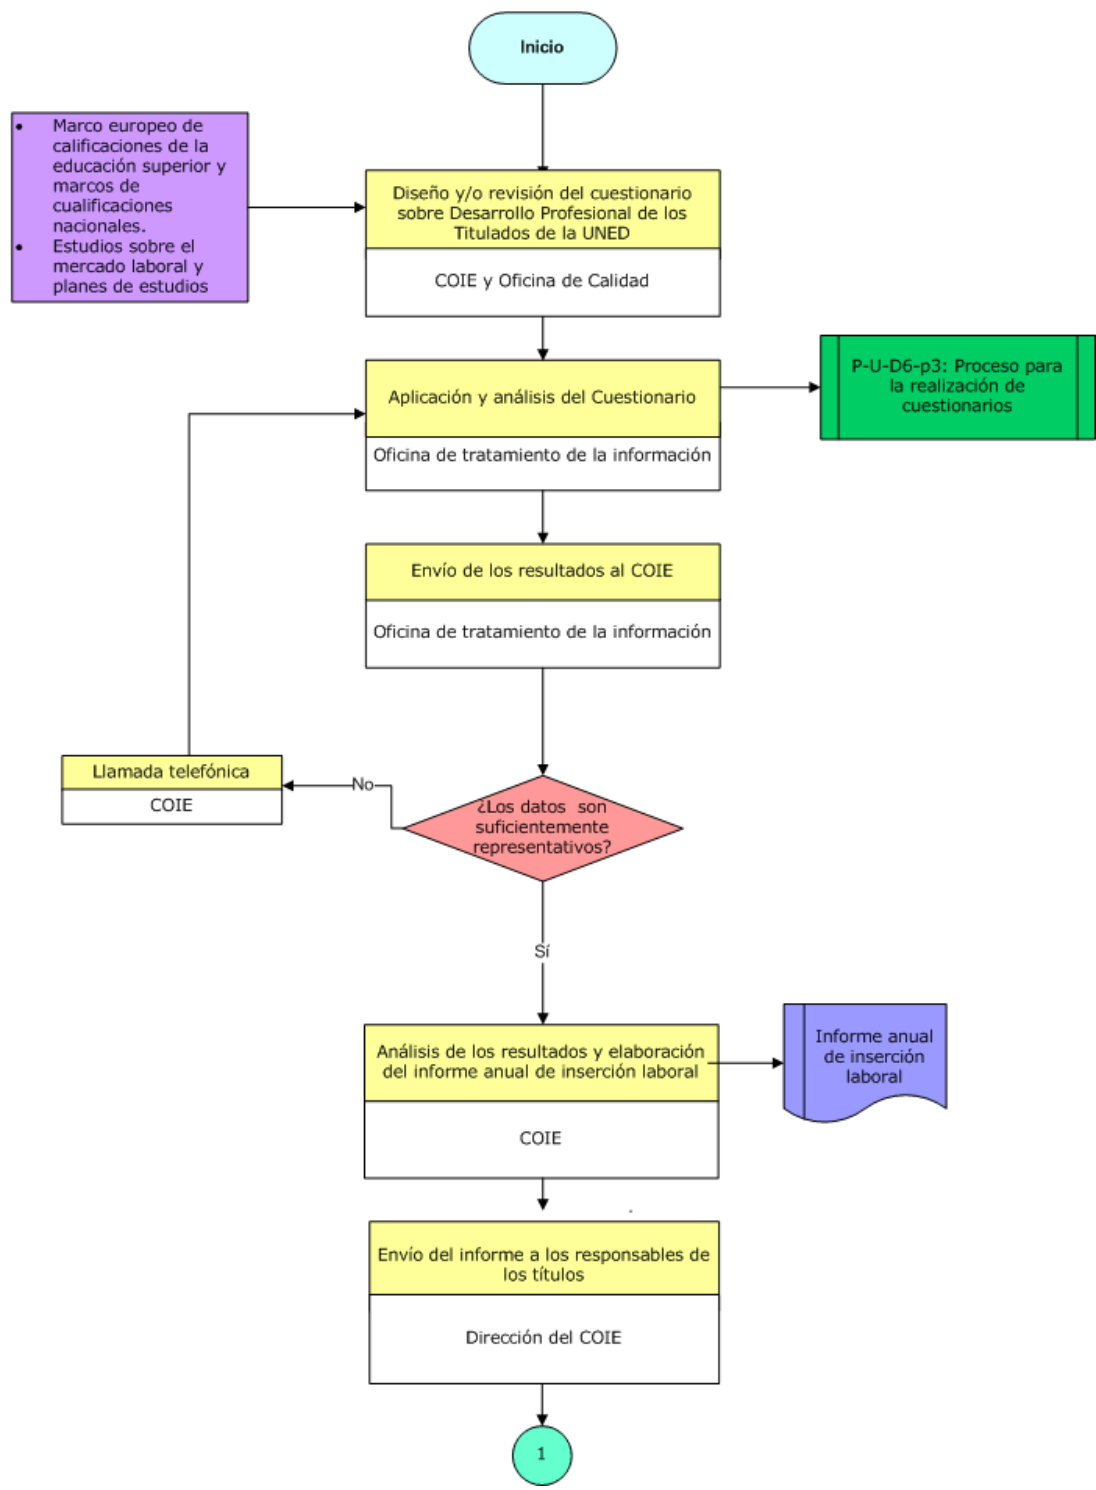 Inicio
• Marco europeo de
calificaciones de la
educación superior y
marcos de
cualificaciones
nacionales.
• Estudios sobre el
mercado laboral y
planes de estudios
Diseño y/o revisión del cuestionario
sobre Desarrollo Profesional de los
Titulados de la UNED
COIE y Oficina de Calidad
Aplicación y análisis del Cuestionario
Oficina de tratamiento de la información
P-U-D6-p3: Proceso para
la realización de
cuestionarios
Envío de los resultados al COIE
Oficina de tratamiento de la información
Llamada telefónica
COIE
No
¿Los datos son
suficientemente
representativos?
Sí
Análisis de los resultados y elaboración
del informe anual de inserción laboral
COIE
Informe anual
de inserción
laboral
Envío del informe a los responsables de
los títulos
Dirección del COIE
1